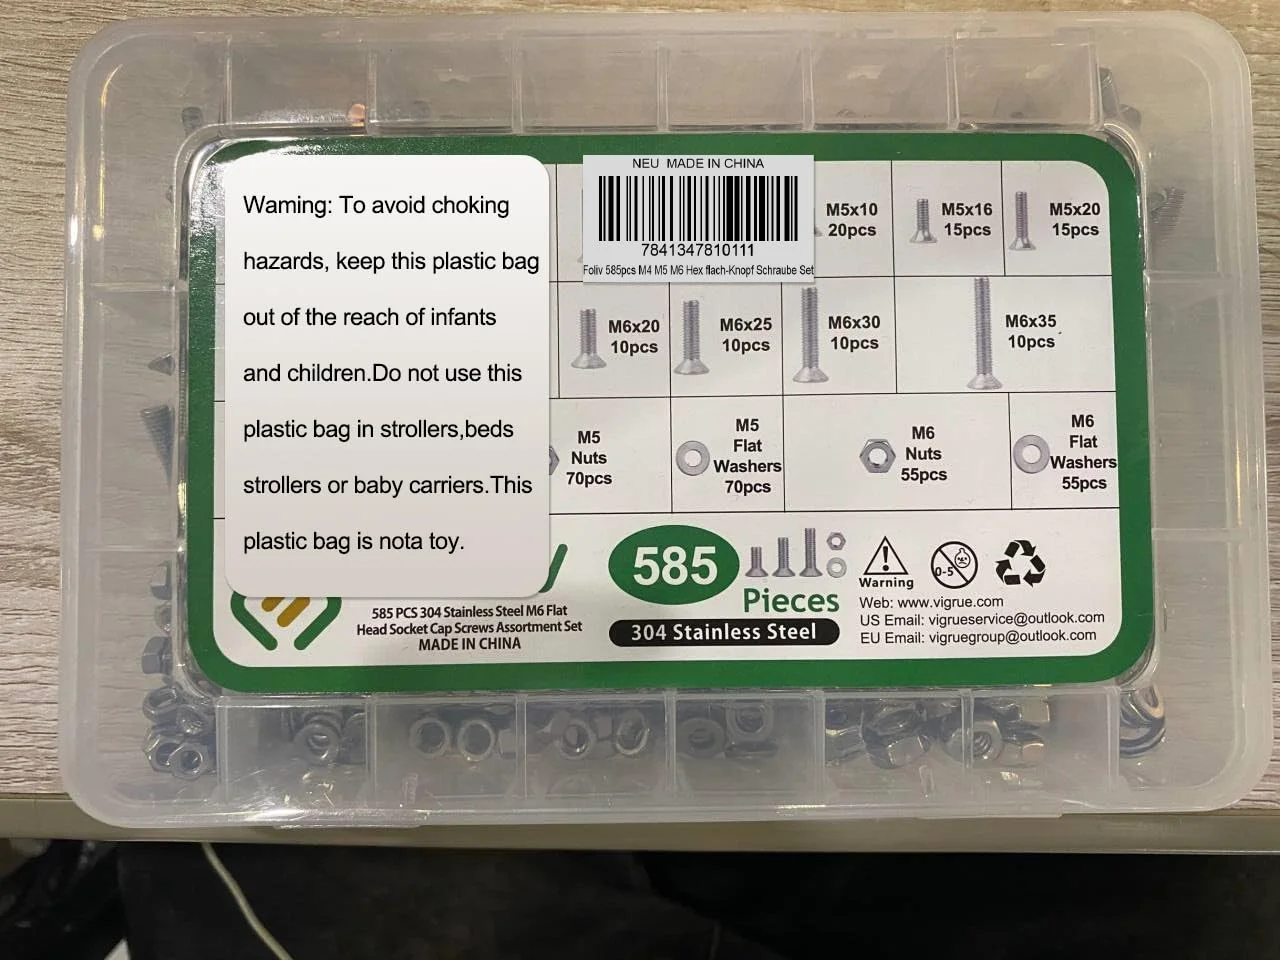 Waming: To avoid choking
hazards, keep this plastic bag
out of the reach of infants
and children.Do not use this
plastic bag in strollers,beds
strollers or baby carriers.This
plastic bag is nota toy.
NEU MADE IN CHINA
7841347810111
Foliv 585pcs M4 M5 M6 Hex flach-Knopf Schraube Set
M5x10
20pcs
M5x16
15pcs
M5x20
15pcs
M6x20
10pcs
M6x25
10pcs
M6x30
10pcs
M6x35
10pcs
M5
Nuts
70pcs
M5
Flat
Washers
70pcs
M6
Nuts
55pcs
M6
Flat
Washers
55pcs
585 PCS 304 Stainless Steel M6 Flat
Head Socket Cap Screws Assortment Set
MADE IN CHINA
585
Pieces
304 Stainless Steel
Warning
0-5
Web: www.vigrue.com
US Email: vigrueservice@outlook.com
EU Email: vigruegroup@outlook.com